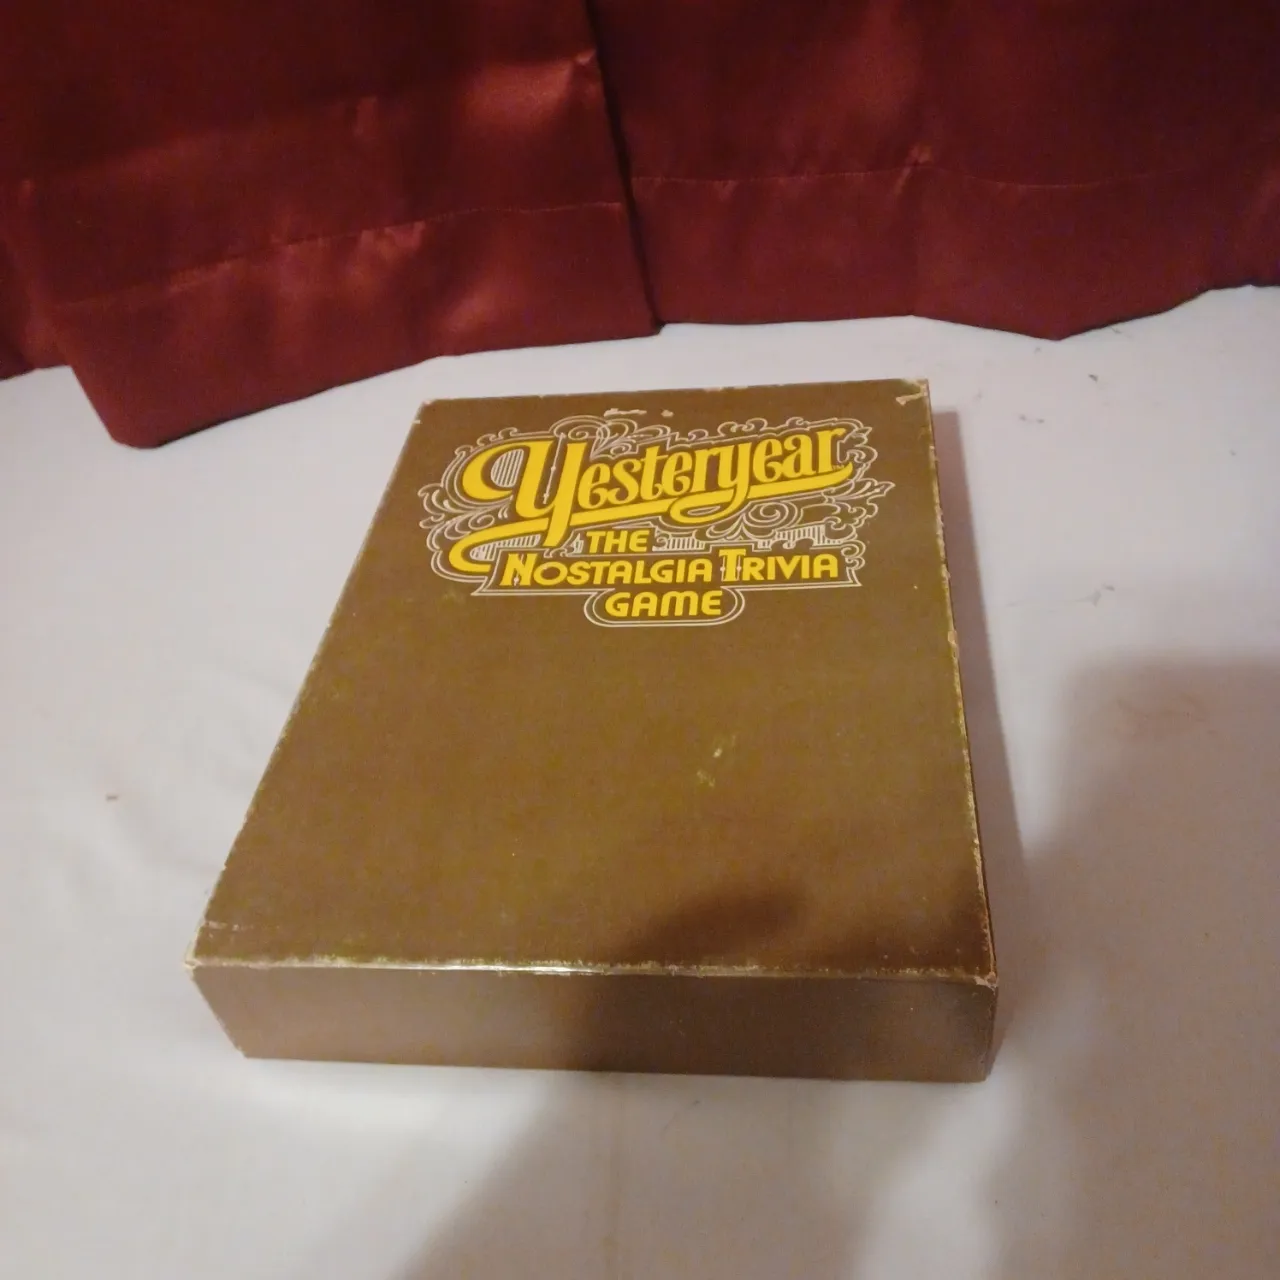 Yesteryear
THE
NOSTALGIA TRIVIA
GAME